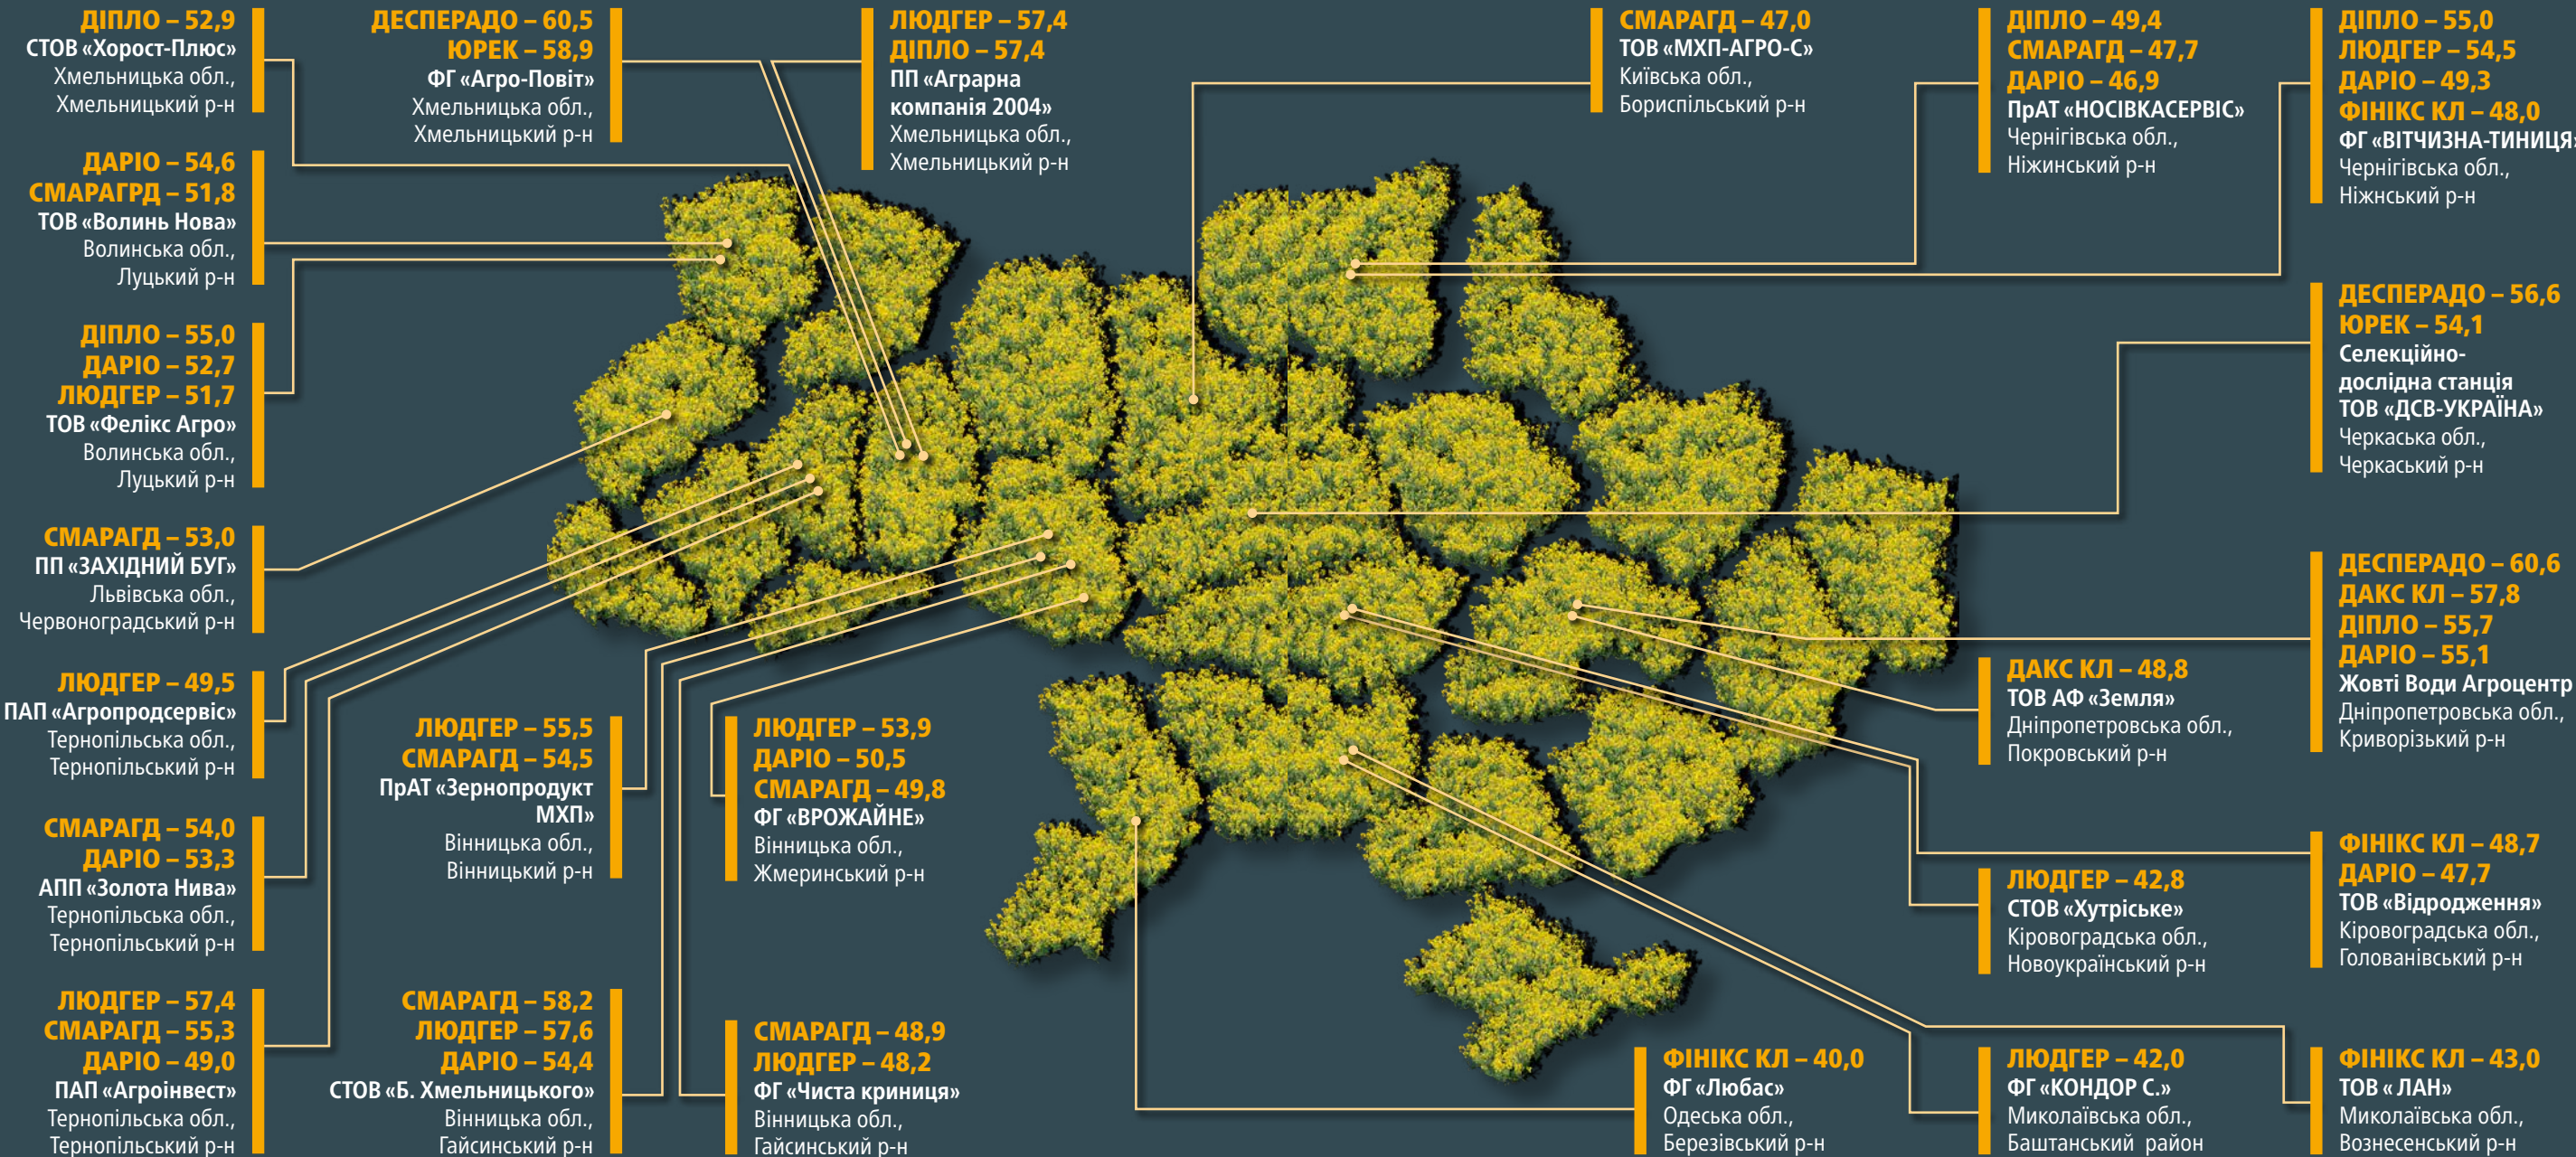 ДІПЛО – 52,9
СТОВ «Хорост-Плюс»
Хмельницька обл.,
Хмельницький р-н
ДЕСПЕРАДО – 60,5
ЮРЕК – 58,9
ФГ «Агро-Повіт»
Хмельницька обл.,
Хмельницький р-н
ЛЮДГЕР – 57,4
ДІПЛО – 57,4
ПП «Аграрна
компанія 2004»
Хмельницька обл.,
Хмельницький р-н
СМАРАГД – 47,0
ТОВ «МХП-АГРО-С»
Київська обл.,
Бориспільський р-н
ДІПЛО – 49,4
СМАРАГД – 47,7
ДАРІО – 46,9
ПрАТ «НОСІВКАСЕРВІС»
Чернігівська обл.,
Ніжинський р-н
ДІПЛО – 55,0
ЛЮДГЕР – 54,5
ДАРІО – 49,3
ФІНІКС КЛ – 48,0
ФГ «ВІТЧИЗНА-ТИНИЦЯ»
Чернігівська обл.,
Ніжнський р-н
ДАРІО – 54,6
СМАРАГРД – 51,8
ТОВ «Волинь Нова»
Волинська обл.,
Луцький р-н
ДІПЛО – 55,0
ДАРІО – 52,7
ЛЮДГЕР – 51,7
ТОВ «Фелікс Агро»
Волинська обл.,
Луцький р-н
СМАРАГД – 53,0
ПП «ЗАХІДНИЙ БУГ»
Львівська обл.,
Червоноградський р-н
ЛЮДГЕР – 49,5
ПАП «Агропродсервіс»
Тернопільська обл.,
Тернопільський р-н
СМАРАГД – 54,0
ДАРІО – 53,3
АПП «Золота Нива»
Тернопільська обл.,
Тернопільський р-н
ЛЮДГЕР – 57,4
СМАРАГД – 55,3
ДАРІО – 49,0
ПАП «Агроінвест»
Тернопільська обл.,
Тернопільський р-н
ЛЮДГЕР – 55,5
СМАРАГД – 54,5
ПрАТ «Зернопродукт
МХП»
Вінницька обл.,
Вінницький р-н
СМАРАГД – 58,2
ЛЮДГЕР – 57,6
ДАРІО – 54,4
СТОВ «Б. Хмельницького»
Вінницька обл.,
Гайсинський р-н
ЛЮДГЕР – 53,9
ДАРІО – 50,5
СМАРАГД – 49,8
ФГ «ВРОЖАЙНЕ»
Вінницька обл.,
Жмеринський р-н
СМАРАГД – 48,9
ЛЮДГЕР – 48,2
ФГ «Чиста криниця»
Вінницька обл.,
Гайсинський р-н
ДЕСПЕРАДО – 56,6
ЮРЕК – 54,1
Селекційно-
дослідна станція
ТОВ «ДСВ-УКРАЇНА»
Черкаська обл.,
Черкаський р-н
ДЕСПЕРАДО – 60,6
ДАКС КЛ – 57,8
ДІПЛО – 55,7
ДАРІО – 55,1
Жовті Води Агроцентр
Дніпропетровська обл.,
Криворізький р-н
ДАКС КЛ – 48,8
ТОВ АФ «Земля»
Дніпропетровська обл.,
Покровський р-н
ФІНІКС КЛ – 48,7
ДАРІО – 47,7
ТОВ «Відродження»
Кіровоградська обл.,
Голованівський р-н
ЛЮДГЕР – 42,8
СТОВ «Хутріське»
Кіровоградська обл.,
Новоукраїнський р-н
ФІНІКС КЛ – 40,0
ФГ «Любас»
Одеська обл.,
Березівський р-н
ЛЮДГЕР – 42,0
ФГ «КОНДОР С.»
Миколаївська обл.,
Баштанський район
ФІНІКС КЛ – 43,0
ТОВ «ЛАН»
Миколаївська обл.,
Вознесенський р-н